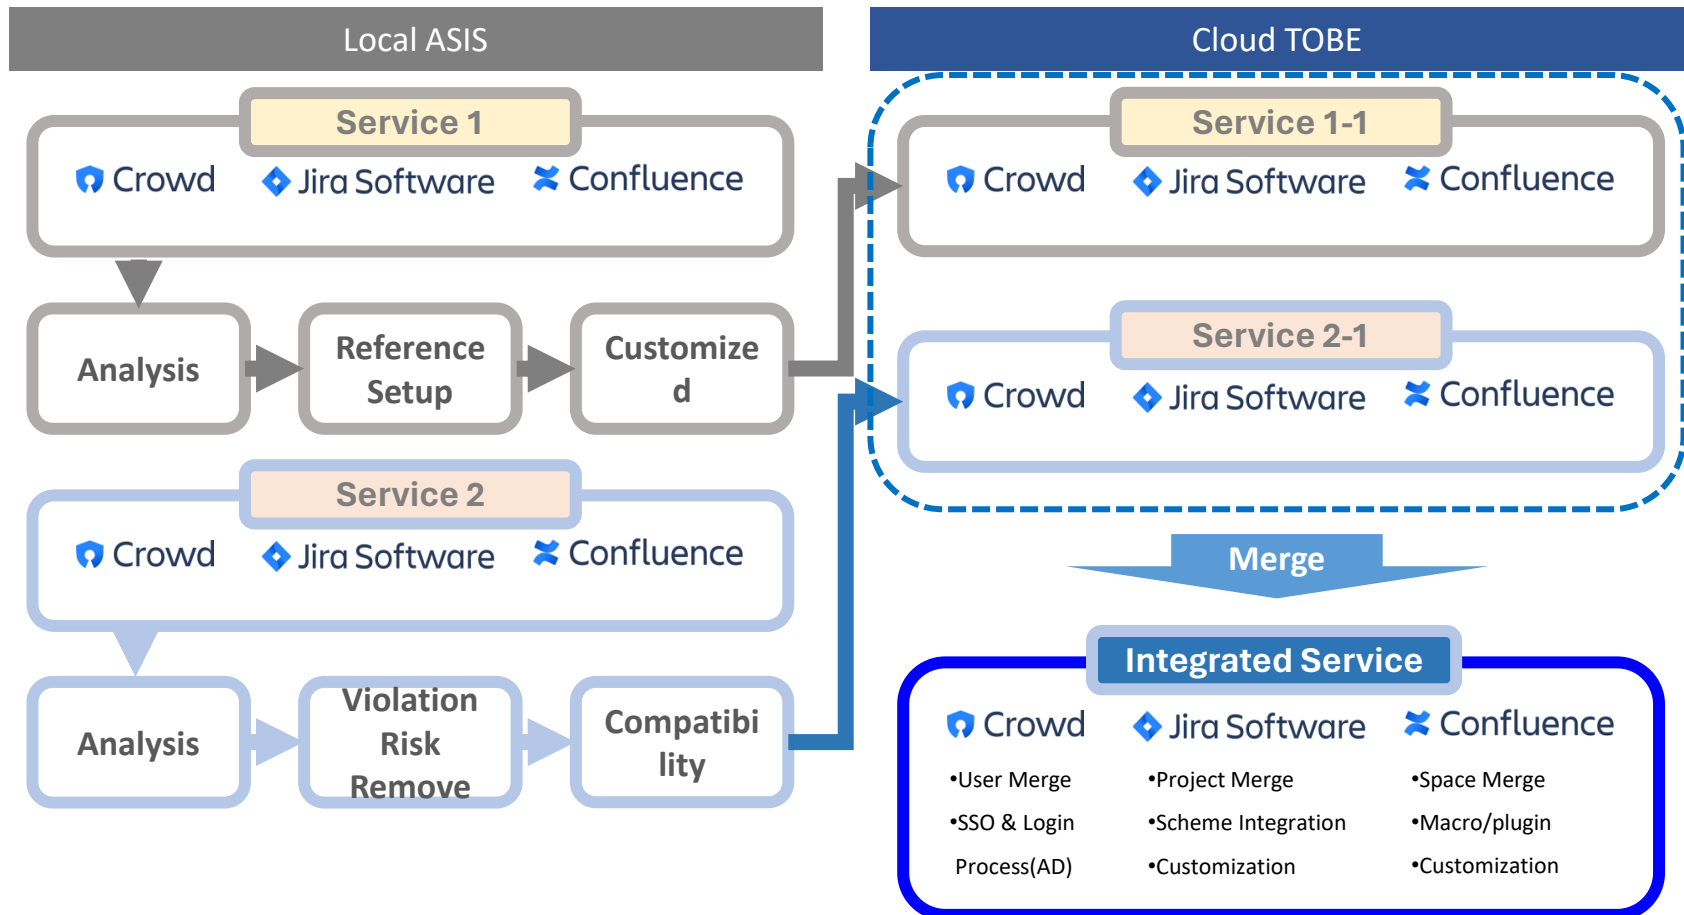 Local ASIS
Service 1
Crowd
Jira Software
Confluence
Analysis
Reference
Setup
Customize
d
Service 2
Crowd
Jira Software
Confluence
Analysis
Violation
Risk
Remove
Compatibi
lity
Cloud TOBE
Service 1-1
Crowd
Jira Software
Confluence
Service 2-1
Crowd
Jira Software
Confluence
Merge
Integrated Service
Crowd
•User Merge
•SSO & Login
Process(AD)
Jira Software
•Project Merge
•Scheme Integration
•Customization
Confluence
•Space Merge
•Macro/plugin
•Customization